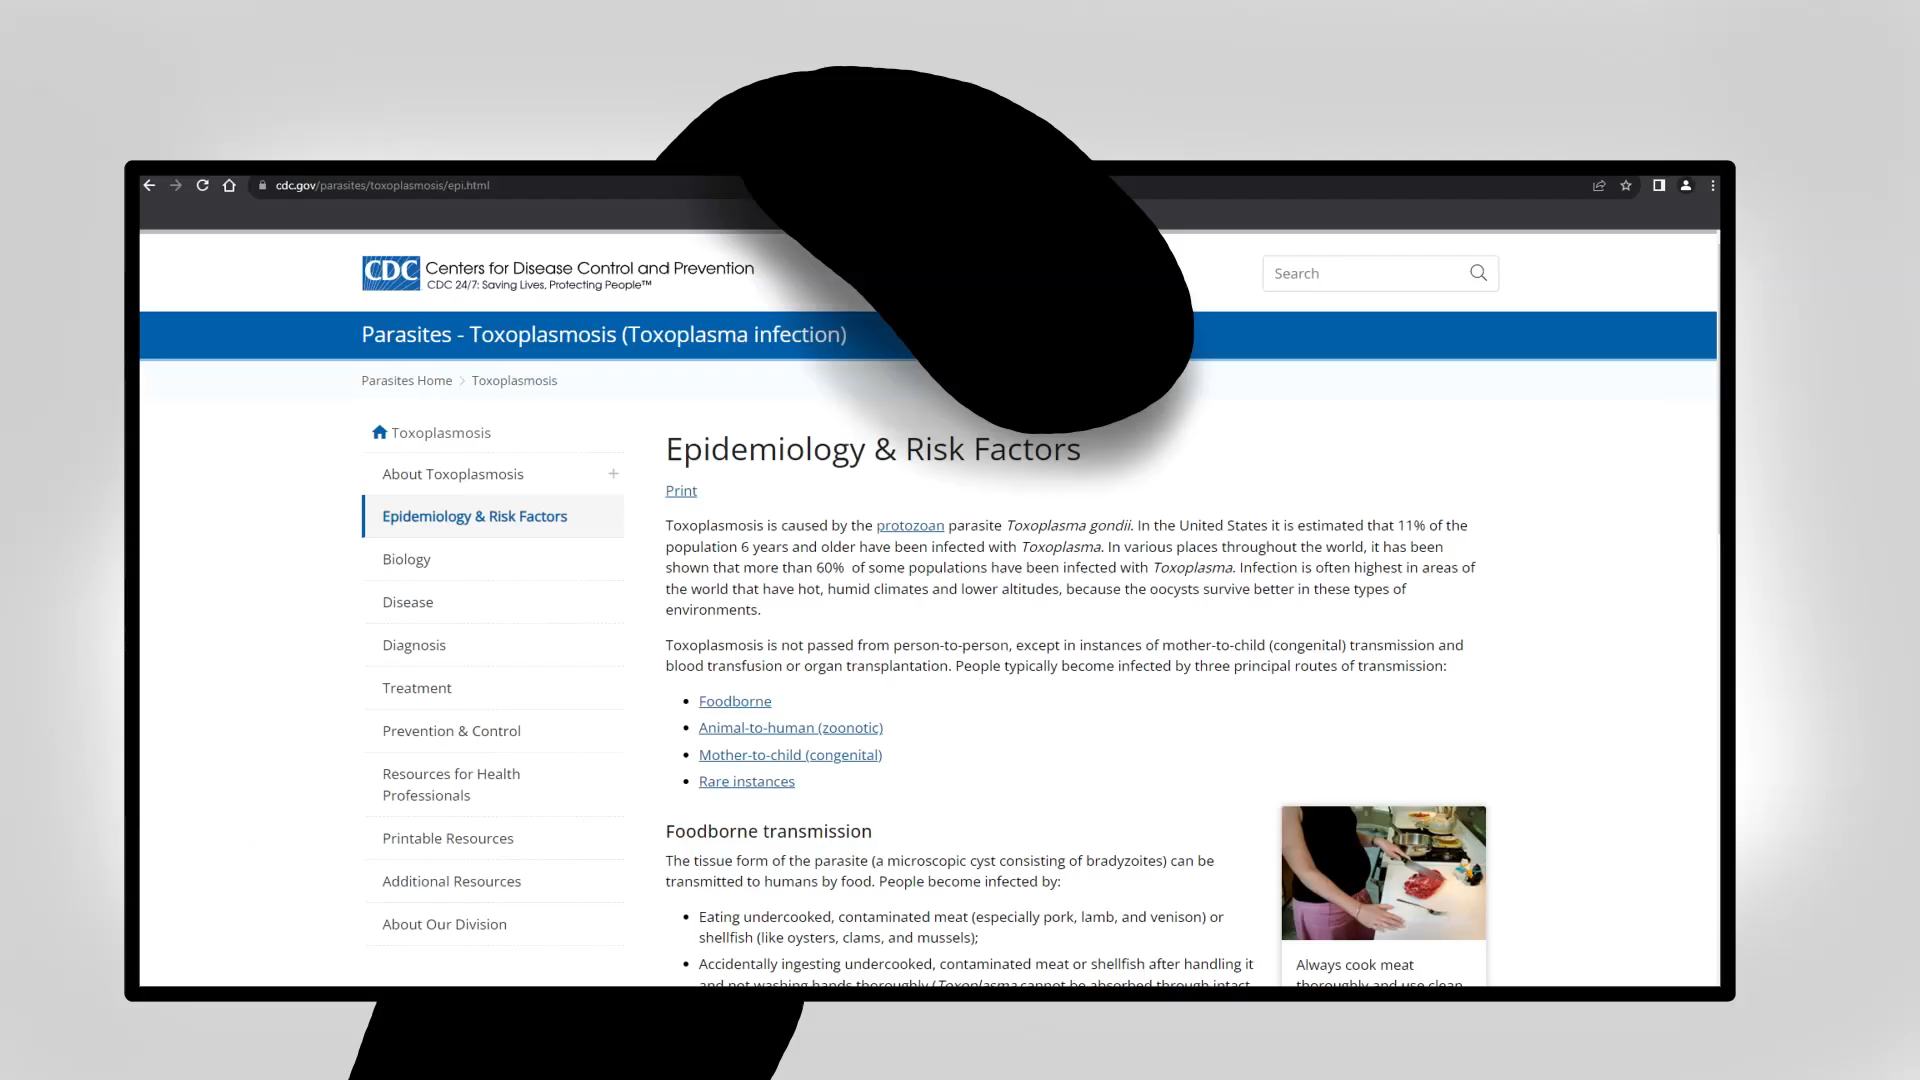 cdc.gov/parasites/toxoplasmosis/epi.html
CDC Centers for Disease Control and Prevention
CDC 24/7: Saving Lives, Protecting People™
Search
Parasites - Toxoplasmosis (Toxoplasma infection)
Parasites Home > Toxoplasmosis
Toxoplasmosis
About Toxoplasmosis +
Epidemiology & Risk Factors
Biology
Disease
Diagnosis
Treatment
Prevention & Control
Resources for Health
Professionals
Printable Resources
Additional Resources
About Our Division
Epidemiology & Risk Factors
Print
Toxoplasmosis is caused by the protozoan parasite Toxoplasma gondii. In the United States it is estimated that 11% of the
population 6 years and older have been infected with Toxoplasma. In various places throughout the world, it has been
shown that more than 60% of some populations have been infected with Toxoplasma. Infection is often highest in areas of
the world that have hot, humid climates and lower altitudes, because the oocysts survive better in these types of
environments.
Toxoplasmosis is not passed from person-to-person, except in instances of mother-to-child (congenital) transmission and
blood transfusion or organ transplantation. People typically become infected by three principal routes of transmission:
• Foodborne
• Animal-to-human (zoonotic)
• Mother-to-child (congenital)
• Rare instances
Foodborne transmission
The tissue form of the parasite (a microscopic cyst consisting of bradyzoites) can be
transmitted to humans by food. People become infected by:
• Eating undercooked, contaminated meat (especially pork, lamb, and venison) or
shellfish (like oysters, clams, and mussels);
• Accidentally ingesting undercooked, contaminated meat or shellfish after handling it
and not washing hands thoroughly (Toxoplasma cannot be absorbed through intact
Always cook meat
thoroughly and use clean